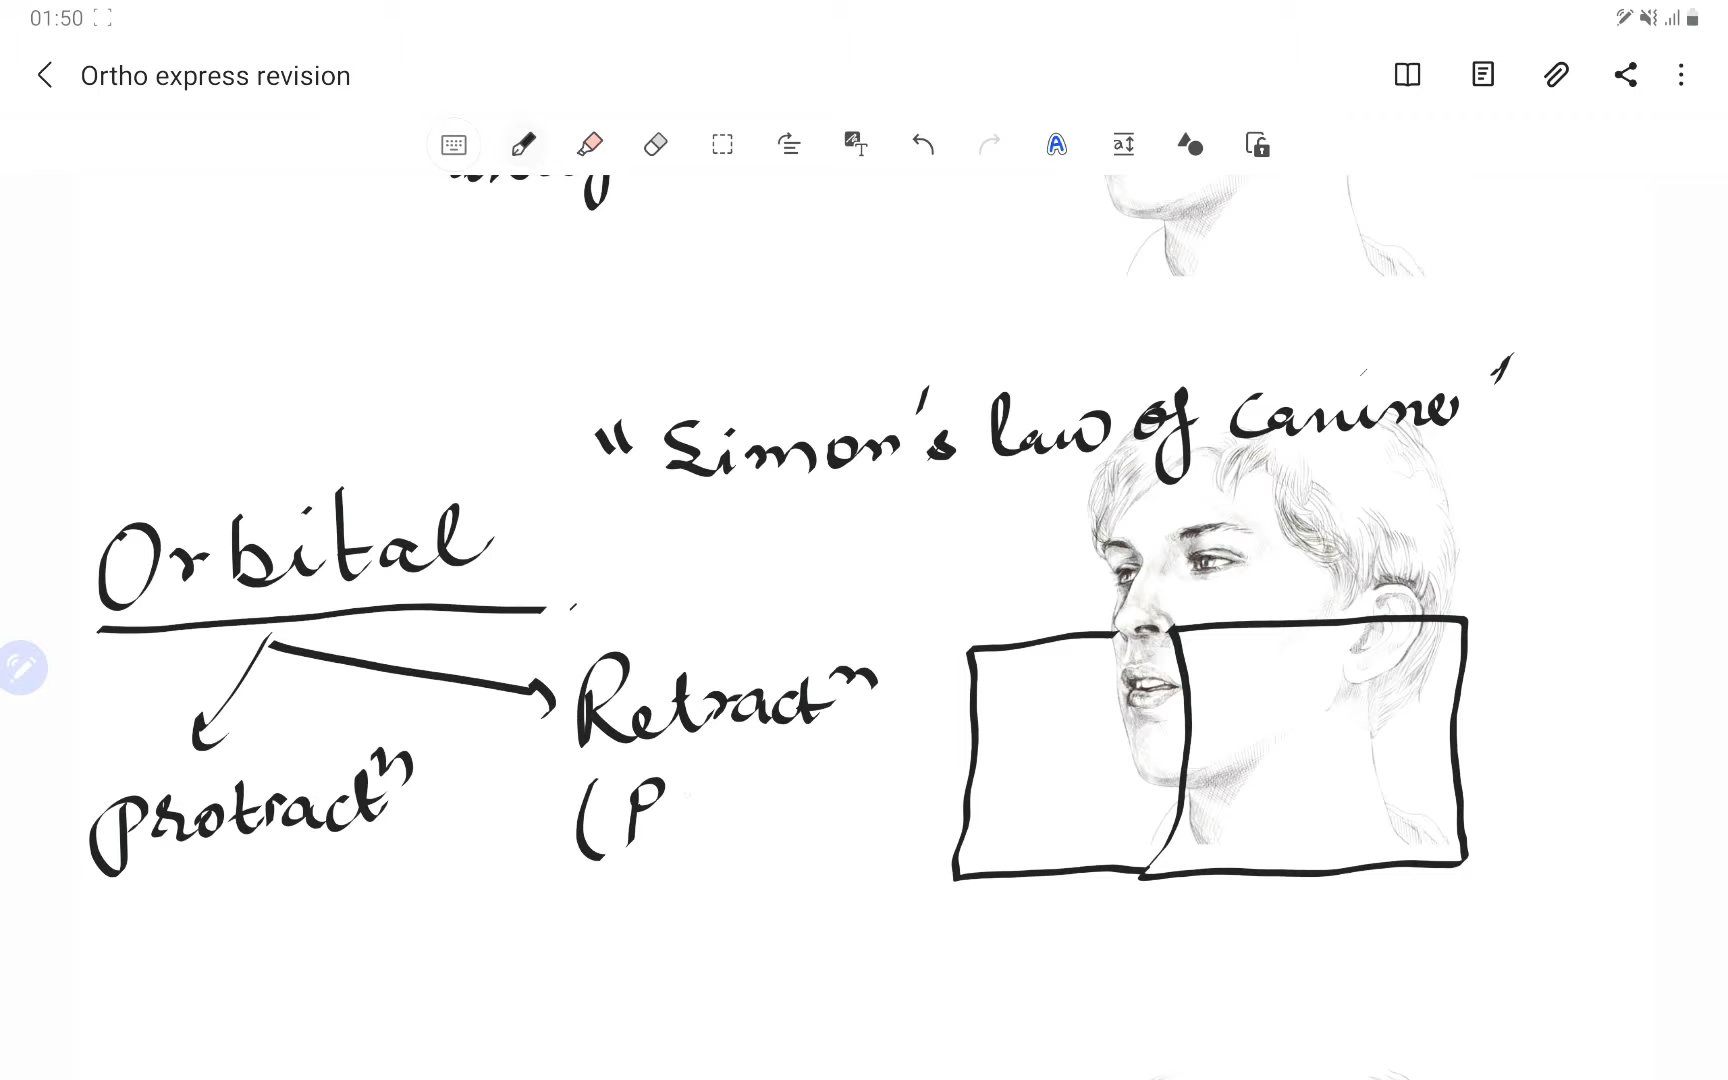 01:50
Ortho express revision
"Simon's law of canine"
Orbital
Retractⁿ
Protractⁿ
(P